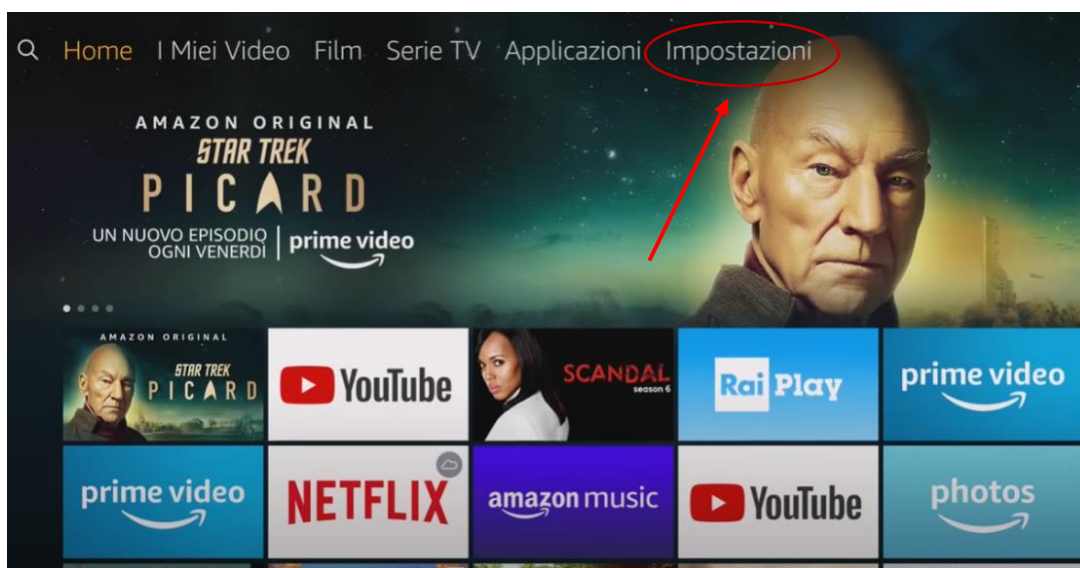 Home I Miei Video Film Serie TV Applicazioni Impostazioni
AMAZON ORIGINAL
STAR TREK
PICARD
UN NUOVO EPISODIO
OGNI VENERDÌ
prime video
AMAZON ORIGINAL
STAR TREK
PICARD
YouTube
SCANDAL
season 6
Rai Play
prime video
prime video
NETFLIX
amazon music
YouTube
photos